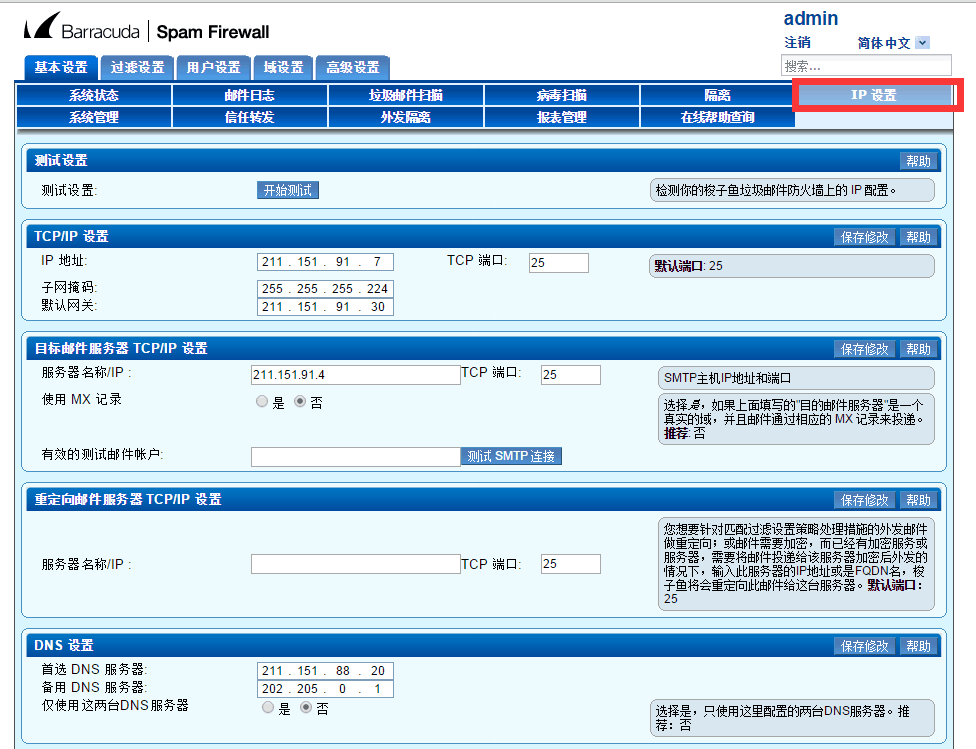 Barracuda | Spam Firewall
admin
注销 简体中文
搜索...
基本设置 过滤设置 用户设置 域设置 高级设置
系统状态 邮件日志 垃圾邮件扫描 病毒扫描 隔离 IP 设置
系统管理 信任转发 外发隔离 报表管理 在线帮助查询
测试设置 帮助
测试设置: 开始测试 检测你的梭子鱼垃圾邮件防火墙上的 IP 配置。
TCP/IP 设置 保存修改 帮助
IP 地址: 211 . 151 . 91 . 7 TCP 端口: 25 默认端口: 25
子网掩码: 255 . 255 . 255 . 224
默认网关: 211 . 151 . 91 . 30
目标邮件服务器 TCP/IP 设置 保存修改 帮助
服务器名称/IP : 211.151.91.4 TCP 端口: 25 SMTP主机IP地址和端口
使用 MX 记录 是 否
选择是，如果上面填写的"目的邮件服务器"是一个
真实的域，并且邮件通过相应的 MX 记录来投递。
推荐: 否
有效的测试邮件帐户: 测试 SMTP 连接
重定向邮件服务器 TCP/IP 设置 保存修改 帮助
服务器名称/IP : TCP 端口: 25
您想要针对匹配过滤设置策略处理措施的外发邮件
做重定向；或邮件需要加密，而已经有加密服务或
服务器，需要将邮件投递给该服务器加密后外发的
情况下，输入此服务器的IP地址或是FQDN名，梭
子鱼将会重定向此邮件给这台服务器。默认端口：
25
DNS 设置 保存修改 帮助
首选 DNS 服务器: 211 . 151 . 88 . 20
备用 DNS 服务器: 202 . 205 . 0 . 1
仅使用这两台DNS服务器 是 否
选择是，只使用这里配置的两台DNS服务器。推
荐：否